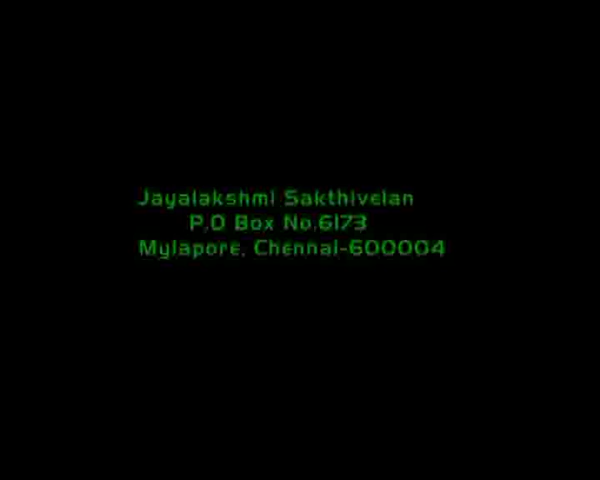 Jayalakshmi Sakthivelan
P.O Box No.6173
Mylapore, Chennai-600004